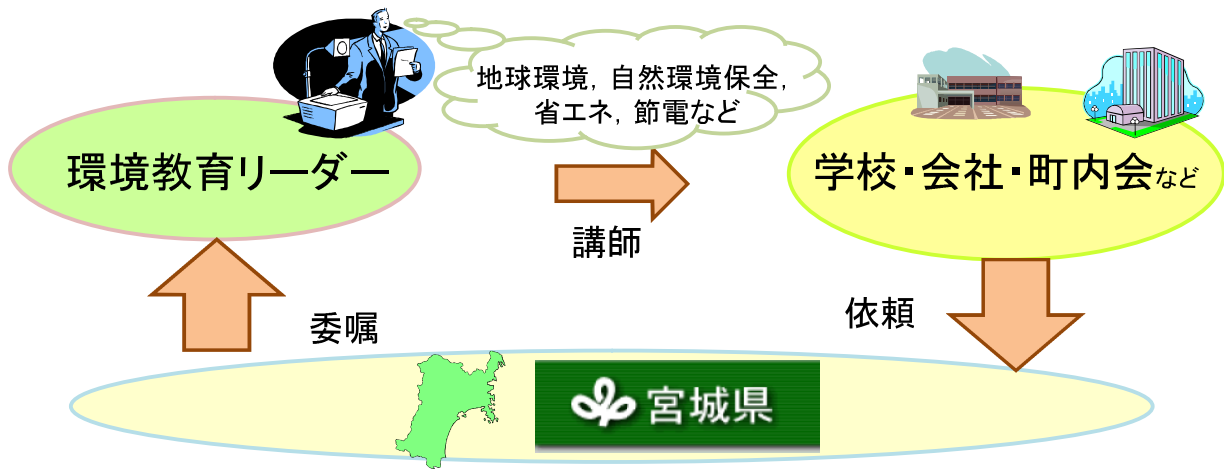 地球環境，自然環境保全，
省エネ，節電など
環境教育リーダー
学校・会社・町内会など
講師
委嘱
依頼
宮城県